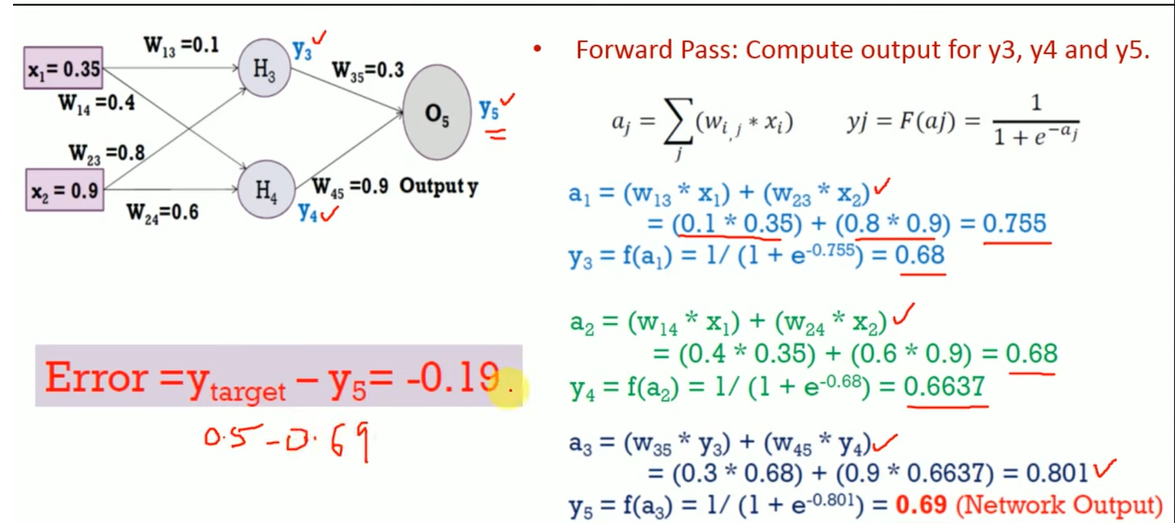 W13 =0.1
y3
x1= 0.35
H3
W35=0.3
W14 =0.4
O5
y5
W23 =0.8
x2 = 0.9
H4
W45 =0.9 Output y
W24=0.6
y4
Error =ytarget – y5= -0.19.
0.5-0.69
• Forward Pass: Compute output for y3, y4 and y5.
aj = ∑j (wi,j * xi) yj = F(aj) = 1 / 1 + e^-aj
a1 = (w13 * x1) + (w23 * x2)
= (0.1 * 0.35) + (0.8 * 0.9) = 0.755
y3 = f(a1) = 1/ (1 + e^-0.755) = 0.68
a2 = (w14 * x1) + (w24 * x2)
= (0.4 * 0.35) + (0.6 * 0.9) = 0.68
y4 = f(a2) = 1/ (1 + e^-0.68) = 0.6637
a3 = (w35 * y3) + (w45 * y4)
= (0.3 * 0.68) + (0.9 * 0.6637) = 0.801
y5 = f(a3) = 1/ (1 + e^-0.801) = 0.69 (Network Output)